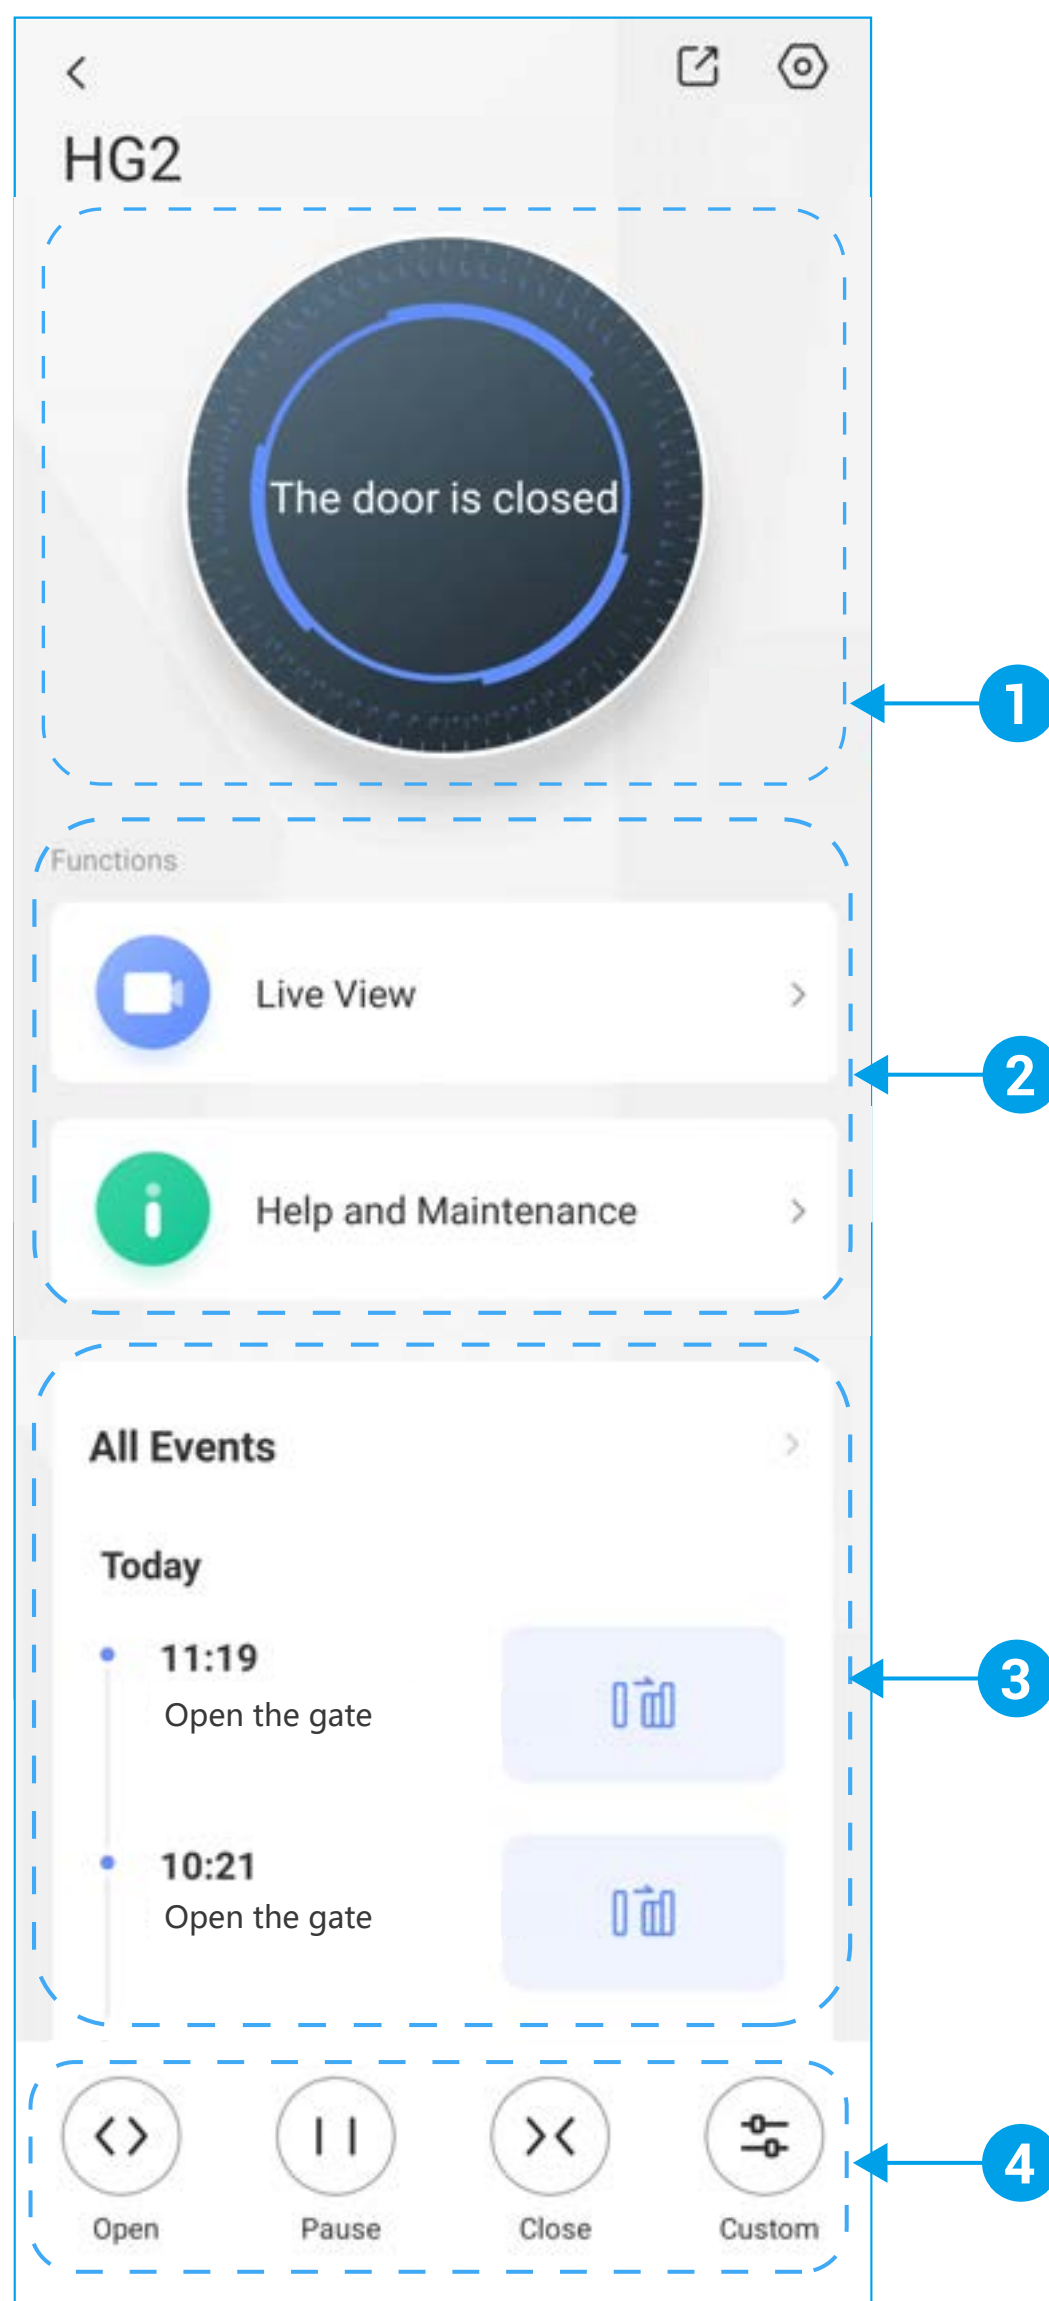 HG2
The door is closed
1
Functions
Live View
2
Help and Maintenance
All Events
Today
11:19
Open the gate
3
10:21
Open the gate
4
Open Pause Close Custom